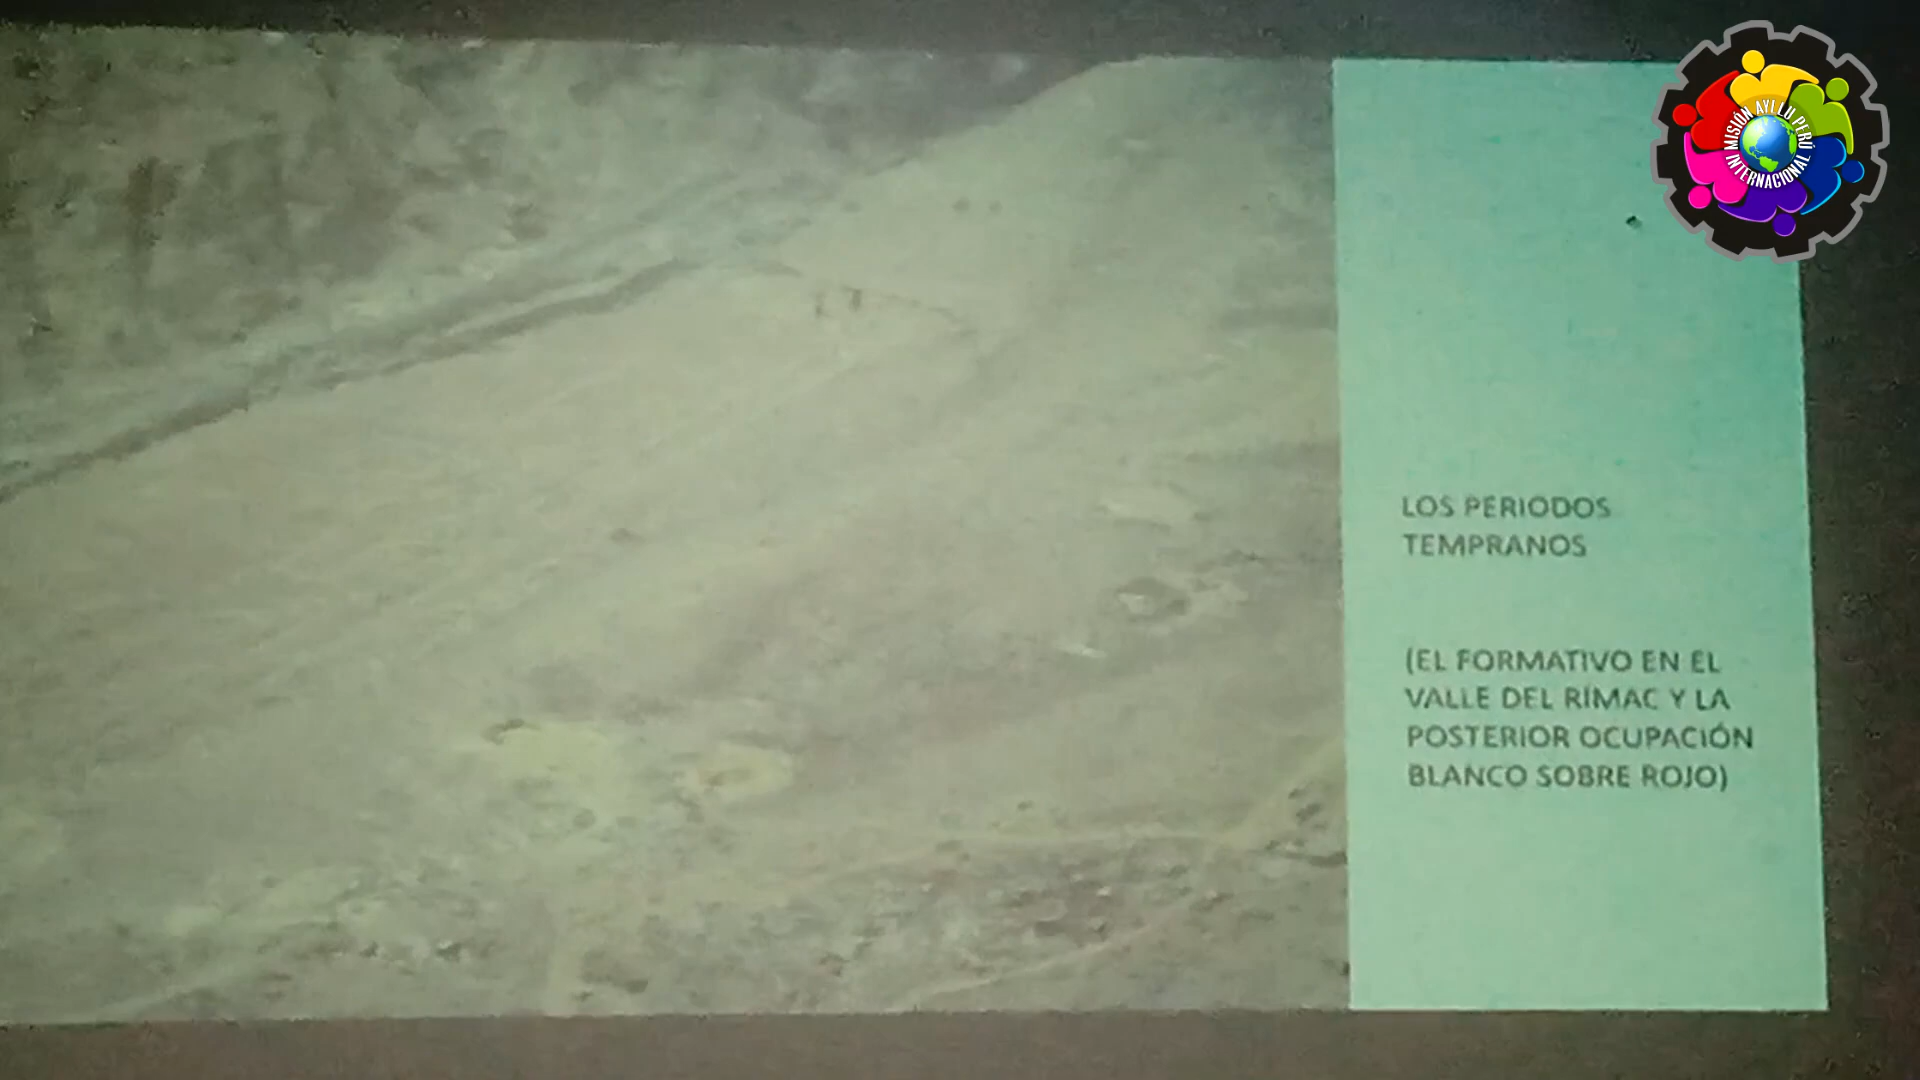 MISIÓN AYLLU PERÚ
INTERNACIONAL
LOS PERIODOS
TEMPRANOS
(EL FORMATIVO EN EL
VALLE DEL RÍMAC Y LA
POSTERIOR OCUPACIÓN
BLANCO SOBRE ROJO)